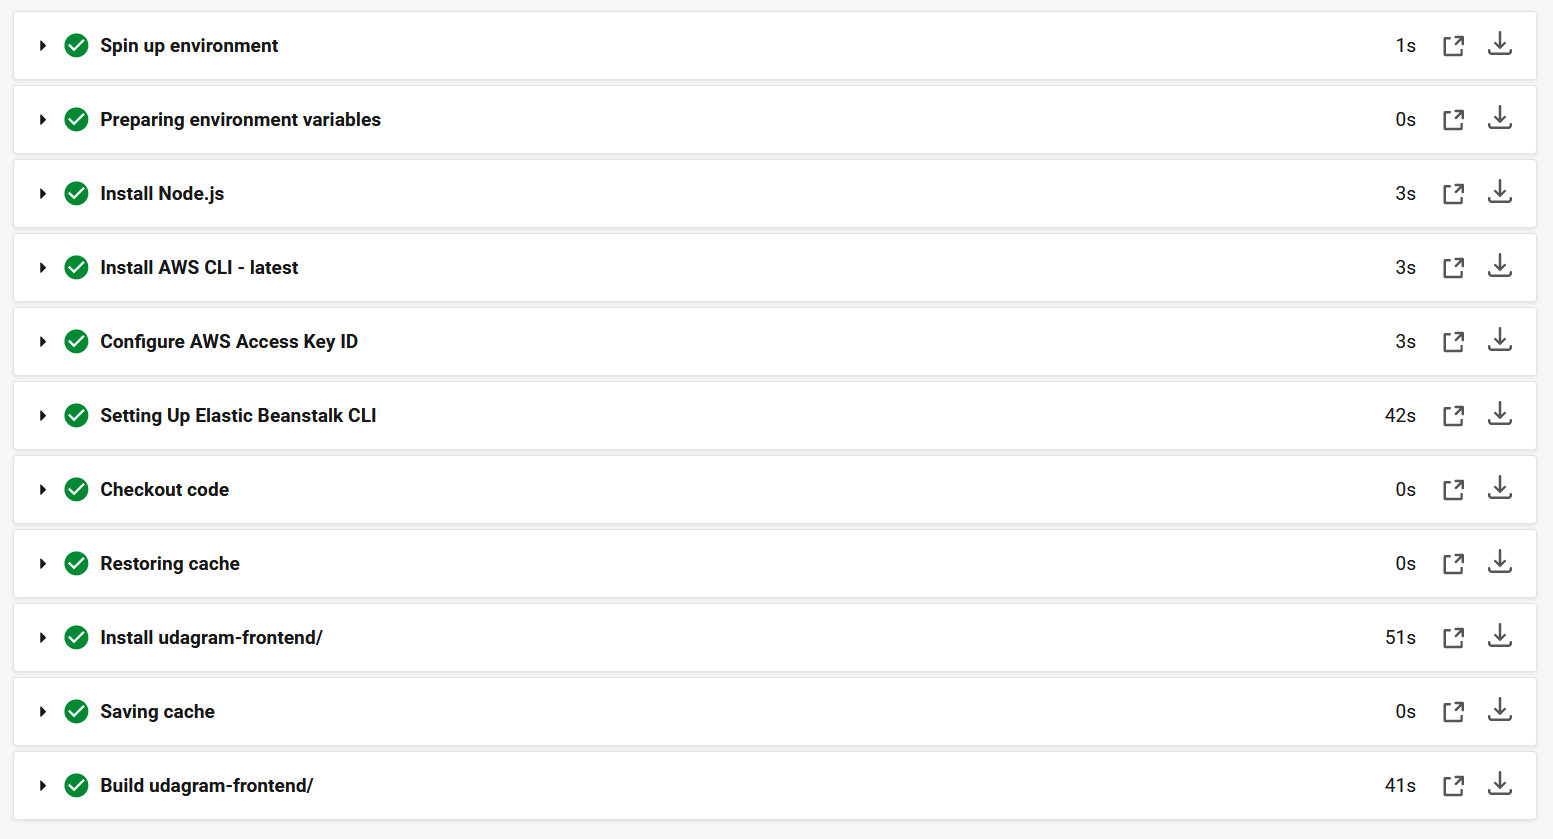 Spin up environment 1s
Preparing environment variables 0s
Install Node.js 3s
Install AWS CLI - latest 3s
Configure AWS Access Key ID 3s
Setting Up Elastic Beanstalk CLI 42s
Checkout code 0s
Restoring cache 0s
Install udagram-frontend/ 51s
Saving cache 0s
Build udagram-frontend/ 41s